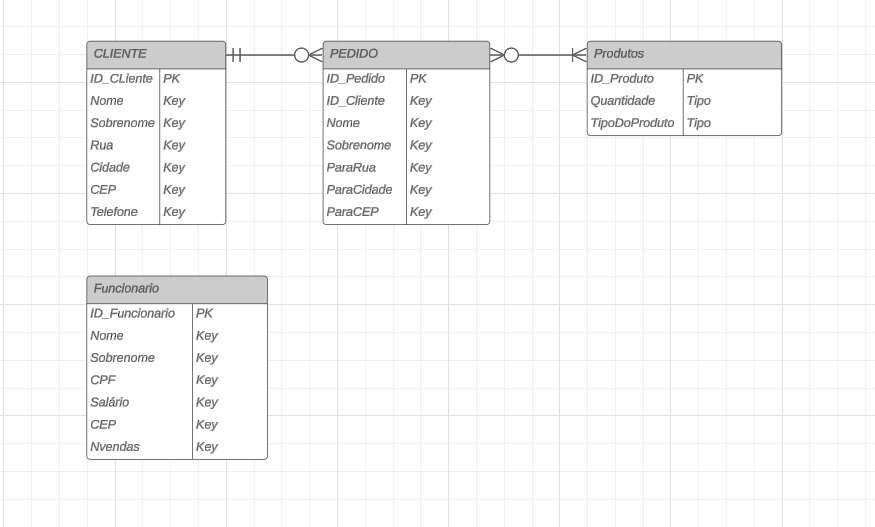 CLIENTE
ID_CLiente PK
Nome Key
Sobrenome Key
Rua Key
Cidade Key
CEP Key
Telefone Key
PEDIDO
ID_Pedido PK
ID_Cliente Key
Nome Key
Sobrenome Key
ParaRua Key
ParaCidade Key
ParaCEP Key
Produtos
ID_Produto PK
Quantidade Tipo
TipoDoProduto Tipo
Funcionario
ID_Funcionario PK
Nome Key
Sobrenome Key
CPF Key
Salário Key
CEP Key
Nvendas Key